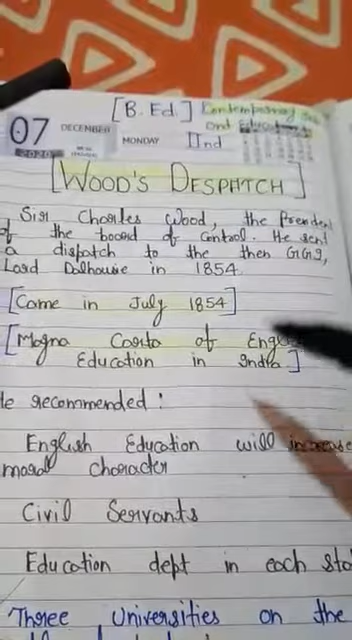 [B.Ed.] Contemporary
07 DECEMBER MONDAY IInd
2020
[WOOD'S DESPATCH]
Sir Charles Wood, the President
of the board of Control. He sent
a dispatch to the then GGI,
Lord Dalhousie in 1854
[Came in July 1854]
[Magna Carta of
Education in India]
recommended :
English Education will increase
moral character
Civil Servants
Education dept in each
Three Universities on the